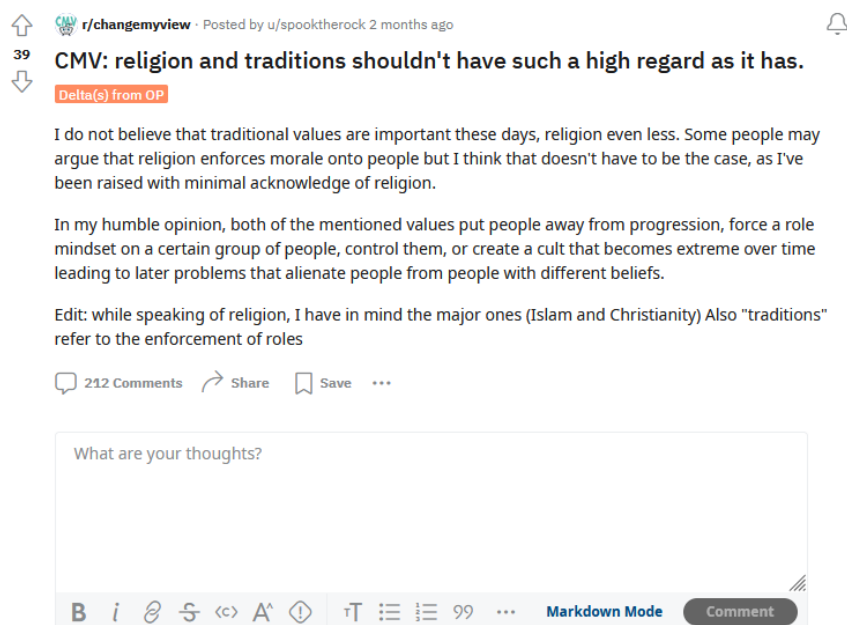 r/changemyview · Posted by u/spooktherock 2 months ago
39
CMV: religion and traditions shouldn't have such a high regard as it has.
Delta(s) from OP
I do not believe that traditional values are important these days, religion even less. Some people may
argue that religion enforces morale onto people but I think that doesn't have to be the case, as I've
been raised with minimal acknowledge of religion.
In my humble opinion, both of the mentioned values put people away from progression, force a role
mindset on a certain group of people, control them, or create a cult that becomes extreme over time
leading to later problems that alienate people from people with different beliefs.
Edit: while speaking of religion, I have in mind the major ones (Islam and Christianity) Also "traditions"
refer to the enforcement of roles
212 Comments Share Save ···
What are your thoughts?
B i S <c> A^ T T 99 ··· Markdown Mode Comment